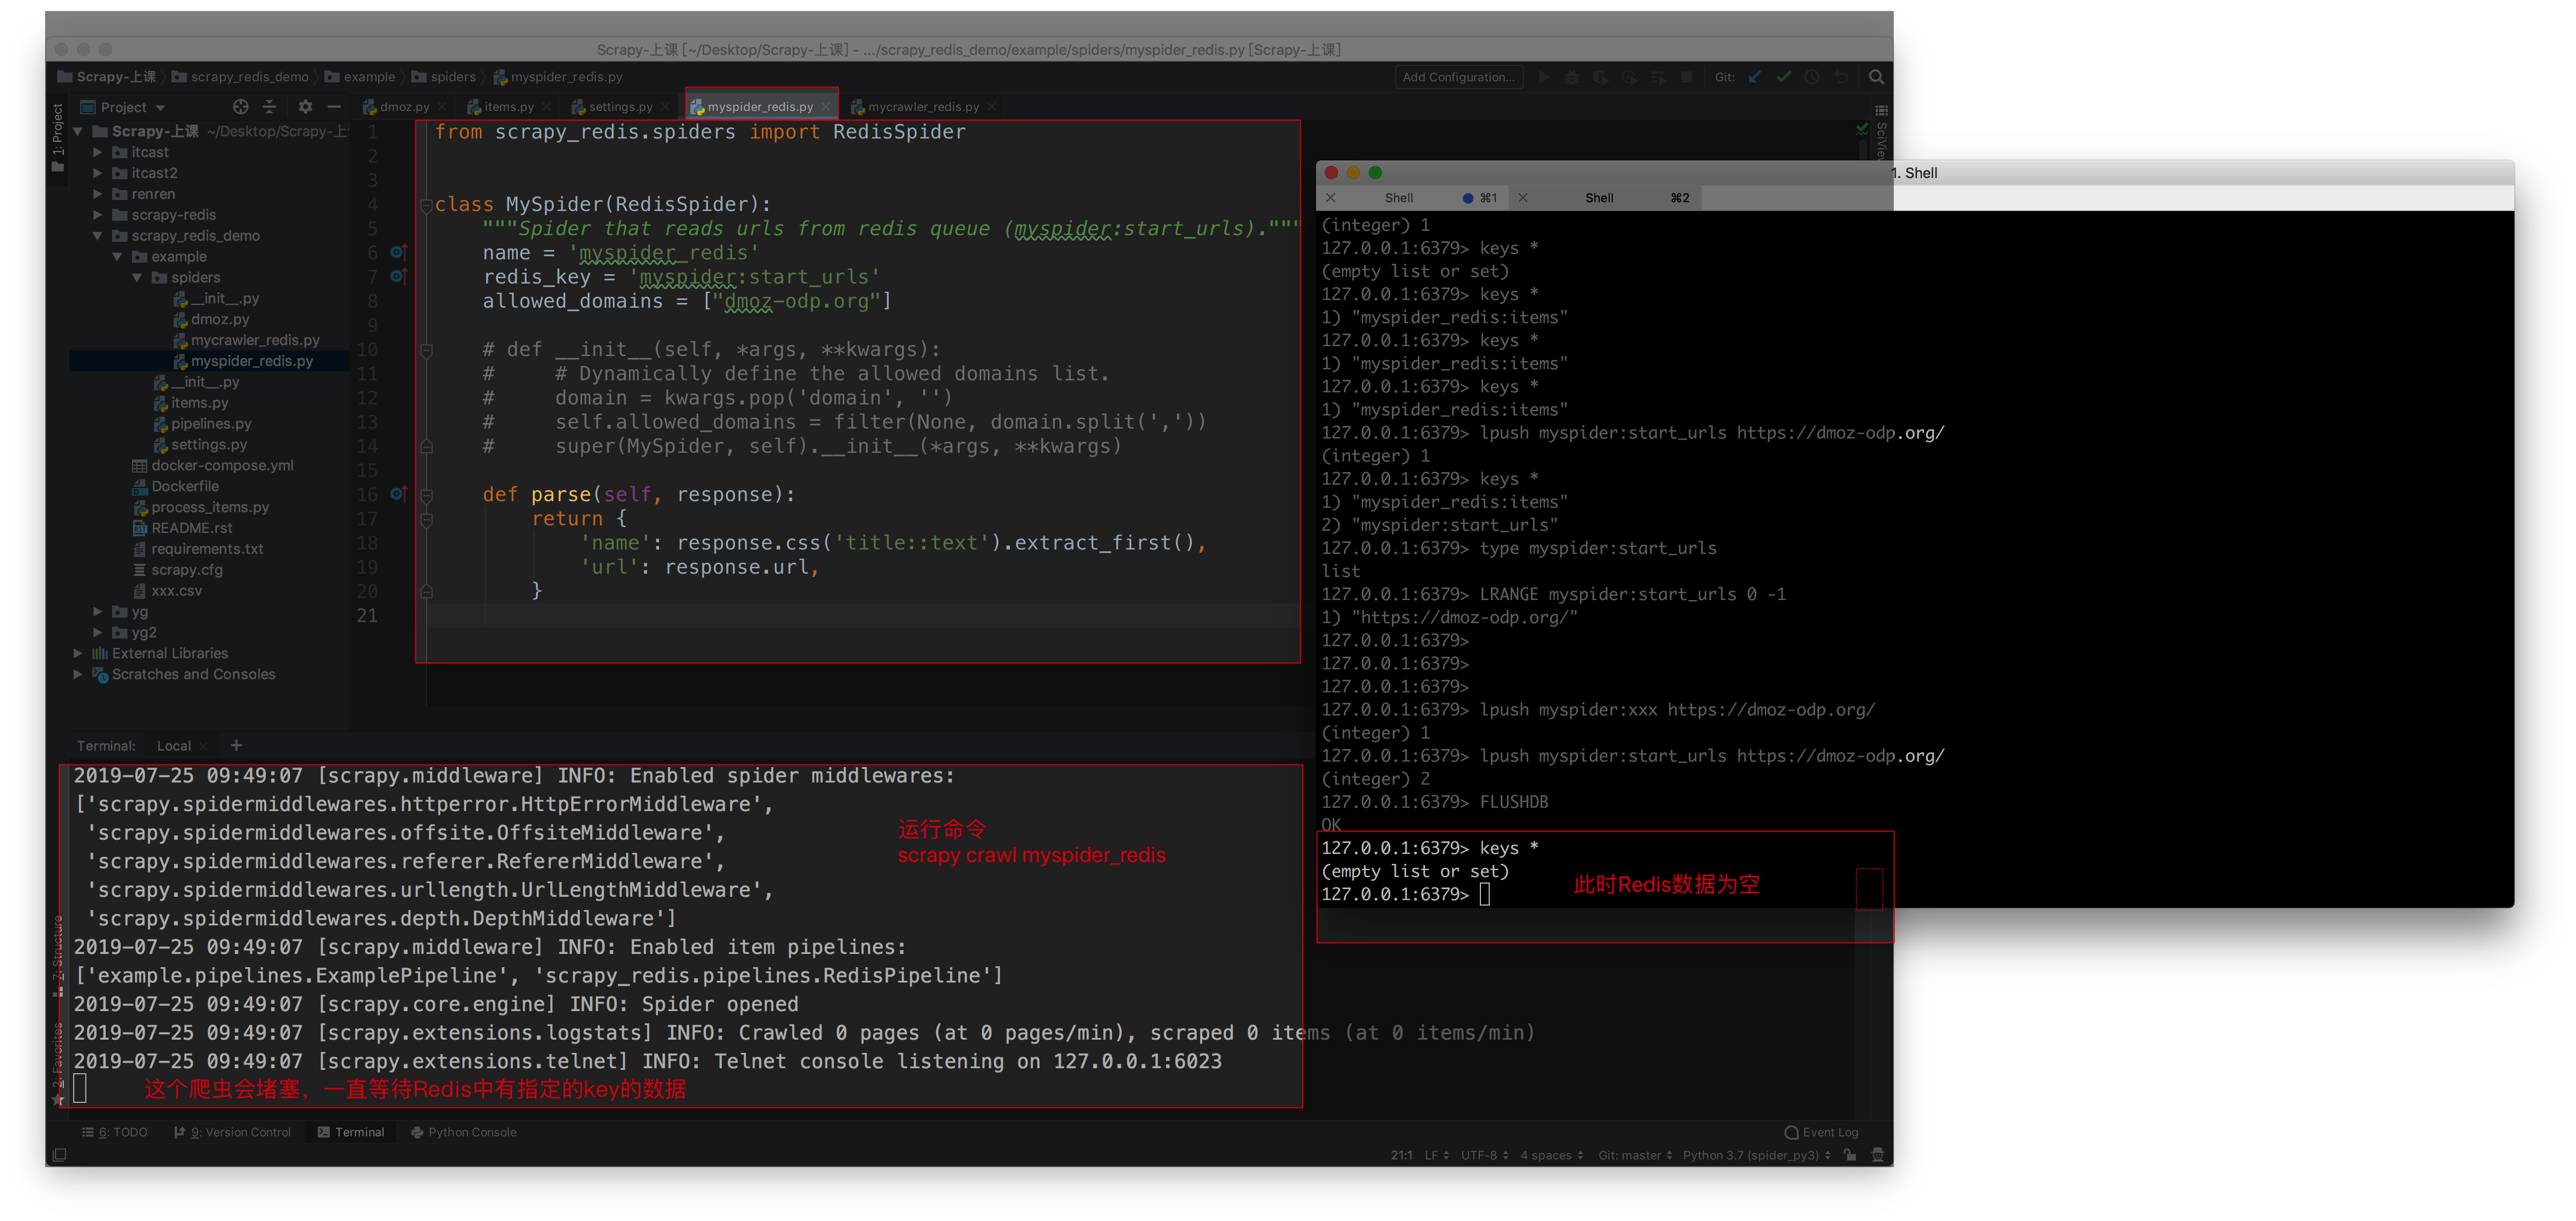 Scrapy-上课 [~/Desktop/Scrapy-上课] - .../scrapy_redis_demo/example/spiders/myspider_redis.py [Scrapy-上课]
Scrapy-上课 scrapy_redis_demo example spiders myspider_redis.py
Add Configuration... Git:
1: Project
Project
dmoz.py items.py settings.py myspider_redis.py mycrawler_redis.py
SciView
Scrapy-上课 ~/Desktop/Scrapy-上
itcast
itcast2
renren
scrapy-redis
scrapy_redis_demo
example
spiders
__init__.py
dmoz.py
mycrawler_redis.py
myspider_redis.py
__init__.py
items.py
pipelines.py
settings.py
docker-compose.yml
Dockerfile
process_items.py
README.rst
requirements.txt
scrapy.cfg
xxx.csv
yg
yg2
External Libraries
Scratches and Consoles
1 from scrapy_redis.spiders import RedisSpider
2
3
4 class MySpider(RedisSpider):
5 """Spider that reads urls from redis queue (myspider:start_urls)."""
6 name = 'myspider_redis'
7 redis_key = 'myspider:start_urls'
8 allowed_domains = ["dmoz-odp.org"]
9
10 # def __init__(self, *args, **kwargs):
11 #     # Dynamically define the allowed domains list.
12 #     domain = kwargs.pop('domain', '')
13 #     self.allowed_domains = filter(None, domain.split(','))
14 #     super(MySpider, self).__init__(*args, **kwargs)
15
16 def parse(self, response):
17 return {
18 'name': response.css('title::text').extract_first(),
19 'url': response.url,
20 }
21
1. Shell
Shell ⌘1 Shell ⌘2
(integer) 1
127.0.0.1:6379> keys *
(empty list or set)
127.0.0.1:6379> keys *
1) "myspider_redis:items"
127.0.0.1:6379> keys *
1) "myspider_redis:items"
127.0.0.1:6379> keys *
1) "myspider_redis:items"
127.0.0.1:6379> lpush myspider:start_urls https://dmoz-odp.org/
(integer) 1
127.0.0.1:6379> keys *
1) "myspider_redis:items"
2) "myspider:start_urls"
127.0.0.1:6379> type myspider:start_urls
list
127.0.0.1:6379> LRANGE myspider:start_urls 0 -1
1) "https://dmoz-odp.org/"
127.0.0.1:6379>
127.0.0.1:6379>
127.0.0.1:6379>
127.0.0.1:6379> lpush myspider:xxx https://dmoz-odp.org/
(integer) 1
127.0.0.1:6379> lpush myspider:start_urls https://dmoz-odp.org/
(integer) 2
127.0.0.1:6379> FLUSHDB
OK
127.0.0.1:6379> keys *
(empty list or set)
127.0.0.1:6379>
此时Redis数据为空
Terminal: Local
2019-07-25 09:49:07 [scrapy.middleware] INFO: Enabled spider middlewares:
['scrapy.spidermiddlewares.httperror.HttpErrorMiddleware',
'scrapy.spidermiddlewares.offsite.OffsiteMiddleware',
'scrapy.spidermiddlewares.referer.RefererMiddleware',
'scrapy.spidermiddlewares.urllength.UrlLengthMiddleware',
'scrapy.spidermiddlewares.depth.DepthMiddleware']
运行命令
scrapy crawl myspider_redis
2019-07-25 09:49:07 [scrapy.middleware] INFO: Enabled item pipelines:
['example.pipelines.ExamplePipeline', 'scrapy_redis.pipelines.RedisPipeline']
2019-07-25 09:49:07 [scrapy.core.engine] INFO: Spider opened
2019-07-25 09:49:07 [scrapy.extensions.logstats] INFO: Crawled 0 pages (at 0 pages/min), scraped 0 items (at 0 items/min)
2019-07-25 09:49:07 [scrapy.extensions.telnet] INFO: Telnet console listening on 127.0.0.1:6023
这个爬虫会堵塞，一直等待Redis中有指定的key的数据
7: Structure
2: Favorites
6: TODO 9: Version Control Terminal Python Console Event Log
21:1 LF UTF-8 4 spaces Git: master Python 3.7 (spider_py3)